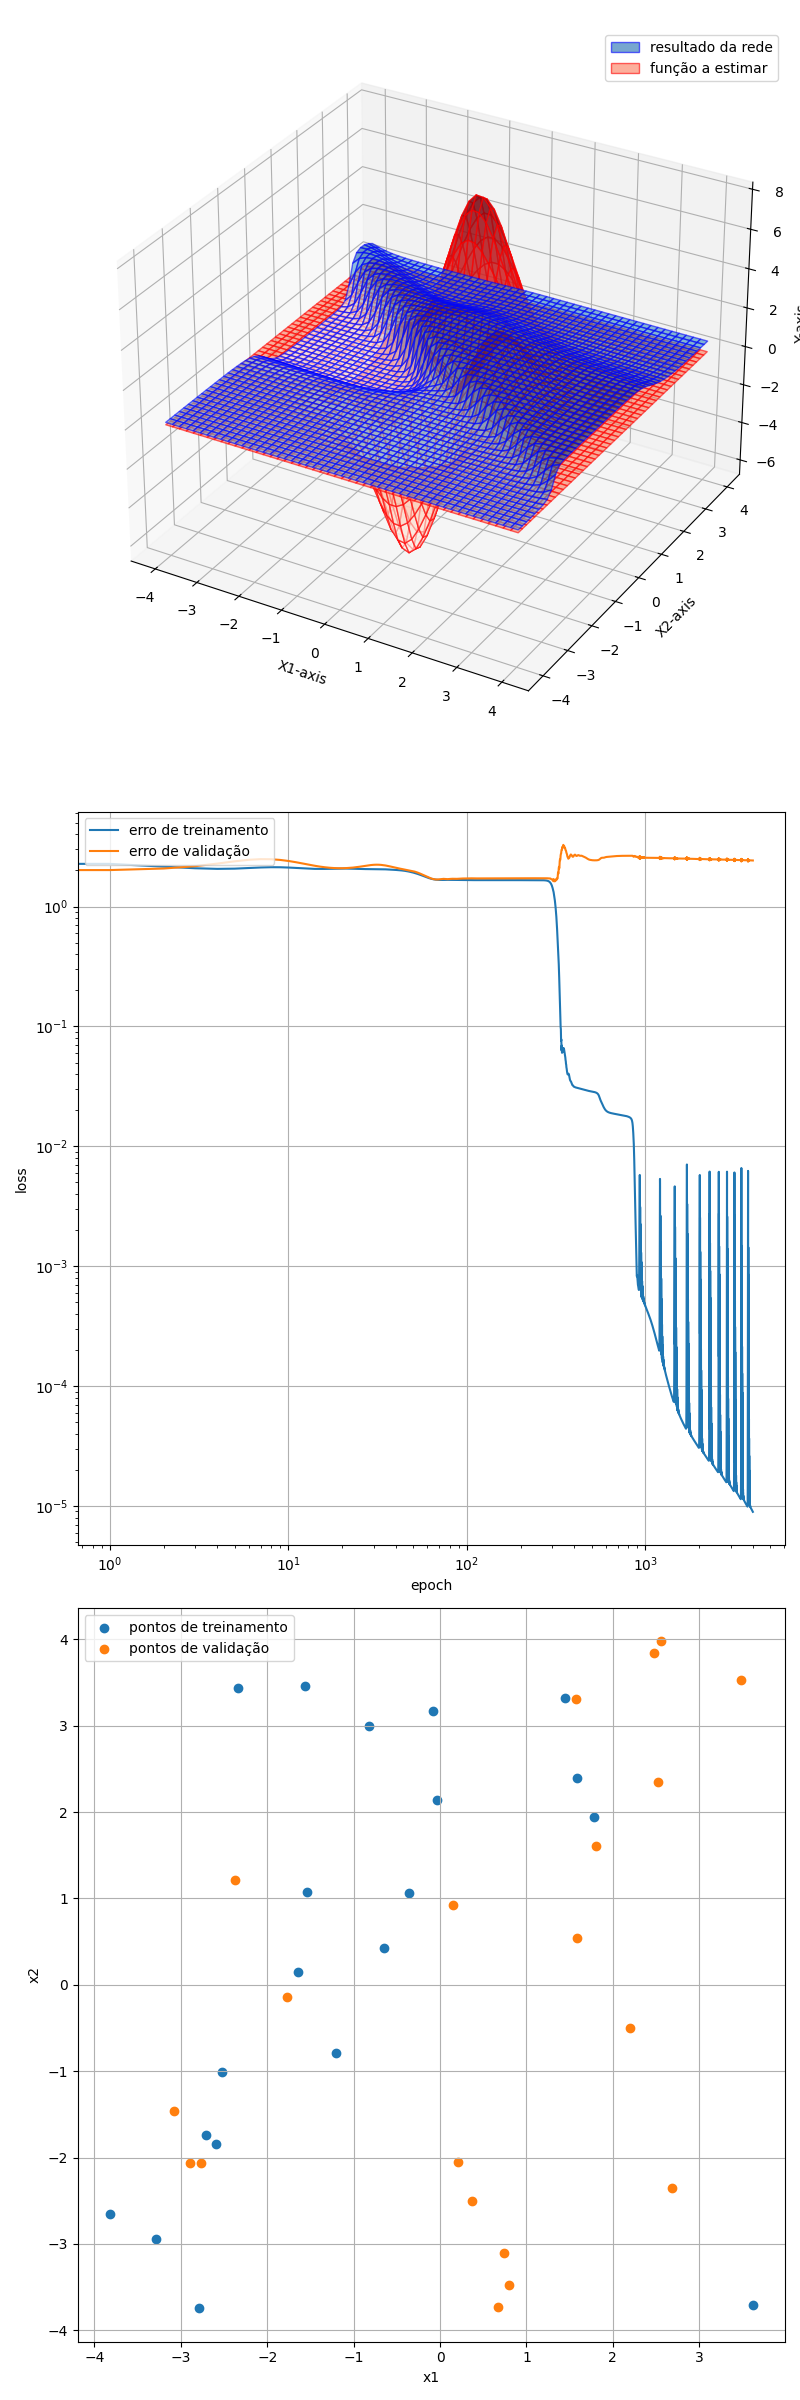 resultado da rede
função a estimar
8
6
4
2
0
−2
−4
−6
−4
−3
−2
−1
0
1
2
3
4
X1-axis
−4
−3
−2
−1
0
1
2
3
4
X2-axis
erro de treinamento
erro de validação
10⁰
10⁻¹
10⁻²
10⁻³
10⁻⁴
10⁻⁵
loss
10⁰ 10¹ 10² 10³
epoch
pontos de treinamento
pontos de validação
4
3
2
1
0
−1
−2
−3
−4
x2
−4 −3 −2 −1 0 1 2 3
x1